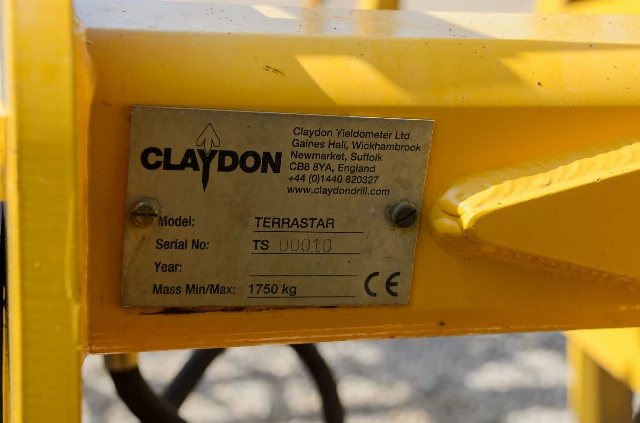 CLAYDON
Claydon Yieldometer Ltd
Gaines Hall, Wickhambrook
Newmarket, Suffolk
CB8 8YA, England
+44 (0)1440 820327
www.claydondrill.com
Model: TERRASTAR
Serial No: TS 00010
Year:
Mass Min/Max: 1750 kg
CE